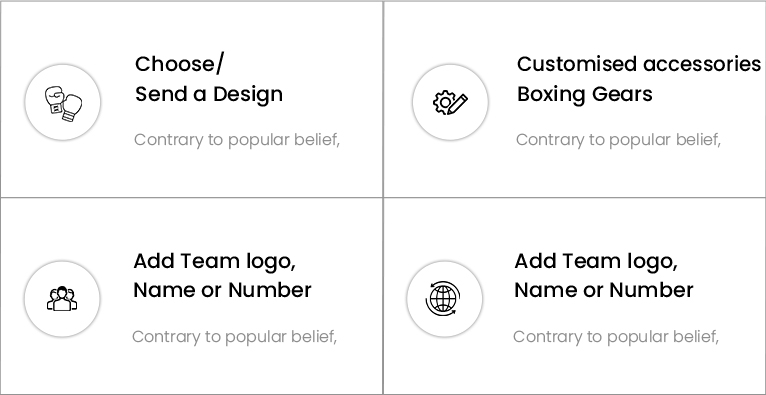 Choose/
Send a Design
Contrary to popular belief,
Customised accessories
Boxing Gears
Contrary to popular belief,
Add Team logo,
Name or Number
Contrary to popular belief,
Add Team logo,
Name or Number
Contrary to popular belief,